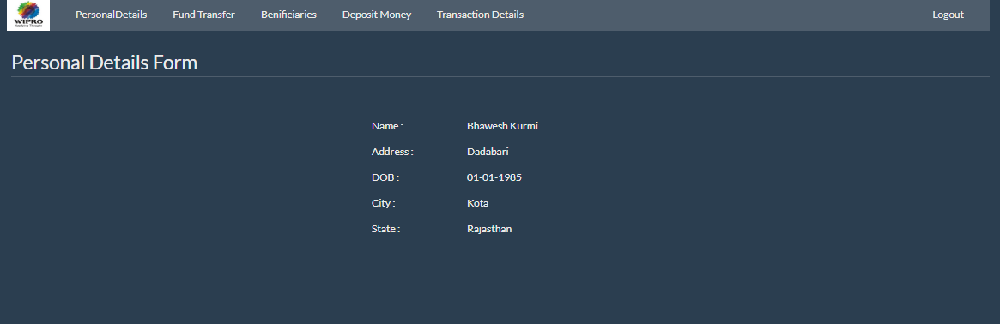 WIPRO
PersonalDetails Fund Transfer Benificiaries Deposit Money Transaction Details Logout
Personal Details Form
Name : Bhawesh Kurmi
Address : Dadabari
DOB : 01-01-1985
City : Kota
State : Rajasthan